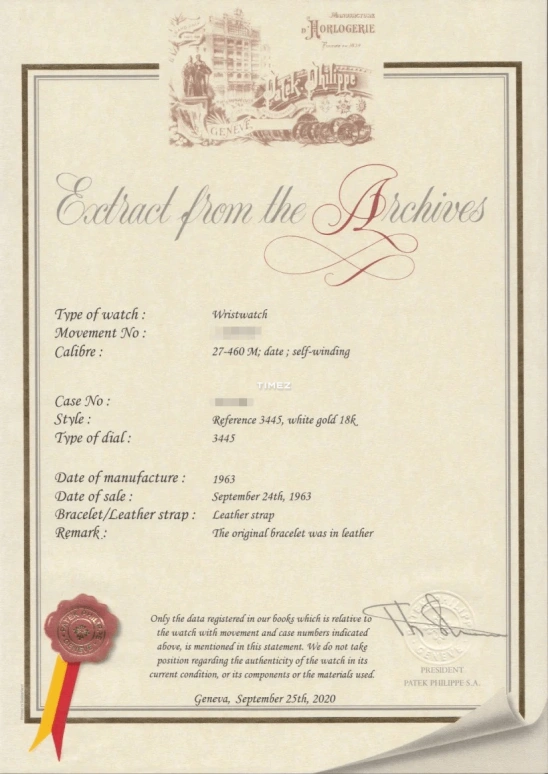 MANUFACTURE
D'HORLOGERIE
Patek Philippe
GENÈVE
Extract from the Archives
Type of watch : Wristwatch
Movement No :
Calibre : 27-460 M; date ; self-winding
TIMEZ
Case No :
Style : Reference 3445, white gold 18k
Type of dial : 3445
Date of manufacture : 1963
Date of sale : September 24th, 1963
Bracelet/Leather strap : Leather strap
Remark : The original bracelet was in leather
Only the data registered in our books which is relative to
the watch with movement and case numbers indicated
above, is mentioned in this statement. We do not take
position regarding the authenticity of the watch in its
current condition, or its components or the materials used.
PRESIDENT
PATEK PHILIPPE S.A.
Geneva, September 25th, 2020